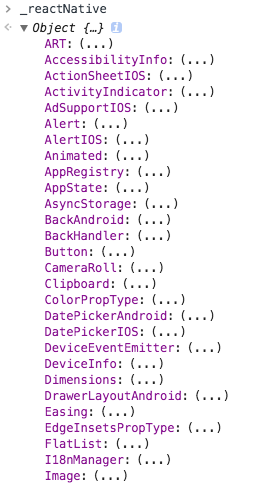 > _reactNative
Object {…} i
ART: (...)
AccessibilityInfo: (...)
ActionSheetIOS: (...)
ActivityIndicator: (...)
AdSupportIOS: (...)
Alert: (...)
AlertIOS: (...)
Animated: (...)
AppRegistry: (...)
AppState: (...)
AsyncStorage: (...)
BackAndroid: (...)
BackHandler: (...)
Button: (...)
CameraRoll: (...)
Clipboard: (...)
ColorPropType: (...)
DatePickerAndroid: (...)
DatePickerIOS: (...)
DeviceEventEmitter: (...)
DeviceInfo: (...)
Dimensions: (...)
DrawerLayoutAndroid: (...)
Easing: (...)
EdgeInsetsPropType: (...)
FlatList: (...)
I18nManager: (...)
Image: (...)